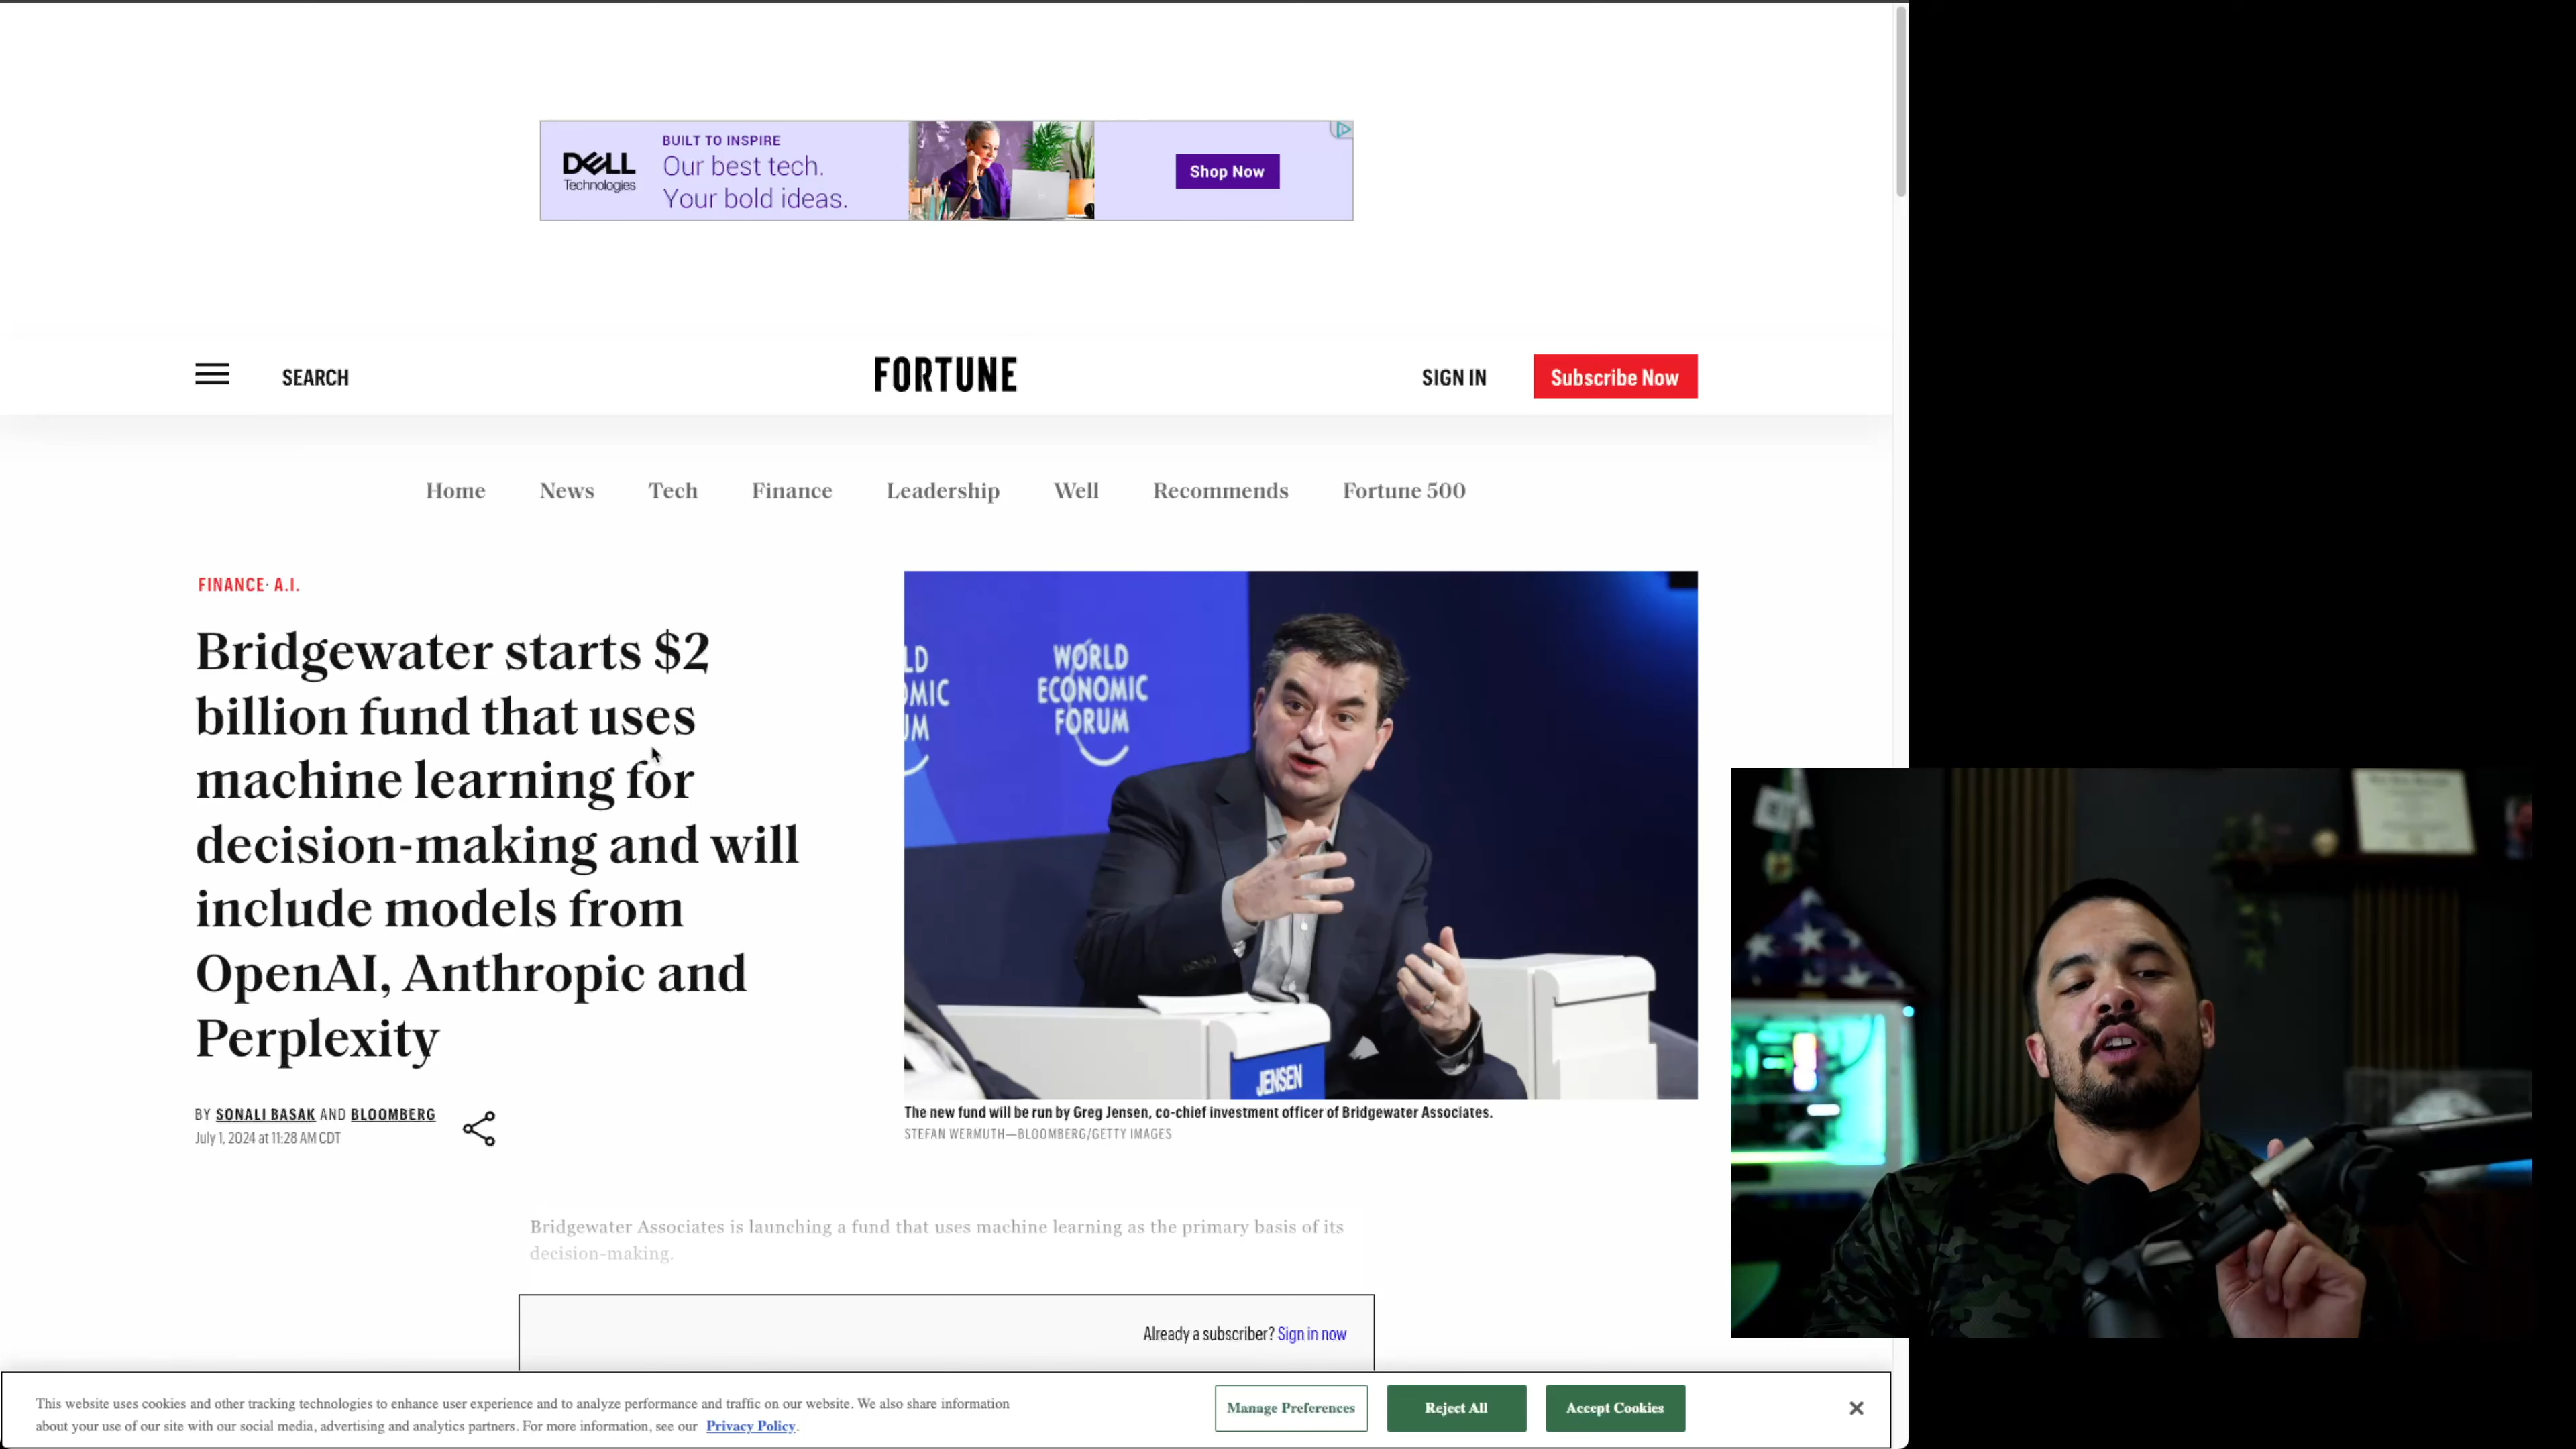 DELL
Technologies
BUILT TO INSPIRE
Our best tech.
Your bold ideas.
Shop Now
SEARCH
FORTUNE
SIGN IN
Subscribe Now
Home News Tech Finance Leadership Well Recommends Fortune 500
FINANCE· A.I.
Bridgewater starts $2
billion fund that uses
machine learning for
decision-making and will
include models from
OpenAI, Anthropic and
Perplexity
BY SONALI BASAK AND BLOOMBERG
July 1, 2024 at 11:28 AM CDT
WORLD
ECONOMIC
FORUM
JENSEN
The new fund will be run by Greg Jensen, co-chief investment officer of Bridgewater Associates.
STEFAN WERMUTH—BLOOMBERG/GETTY IMAGES
Bridgewater Associates is launching a fund that uses machine learning as the primary basis of its
decision-making.
Already a subscriber? Sign in now
This website uses cookies and other tracking technologies to enhance user experience and to analyze performance and traffic on our website. We also share information
about your use of our site with our social media, advertising and analytics partners. For more information, see our Privacy Policy.
Manage Preferences
Reject All
Accept Cookies